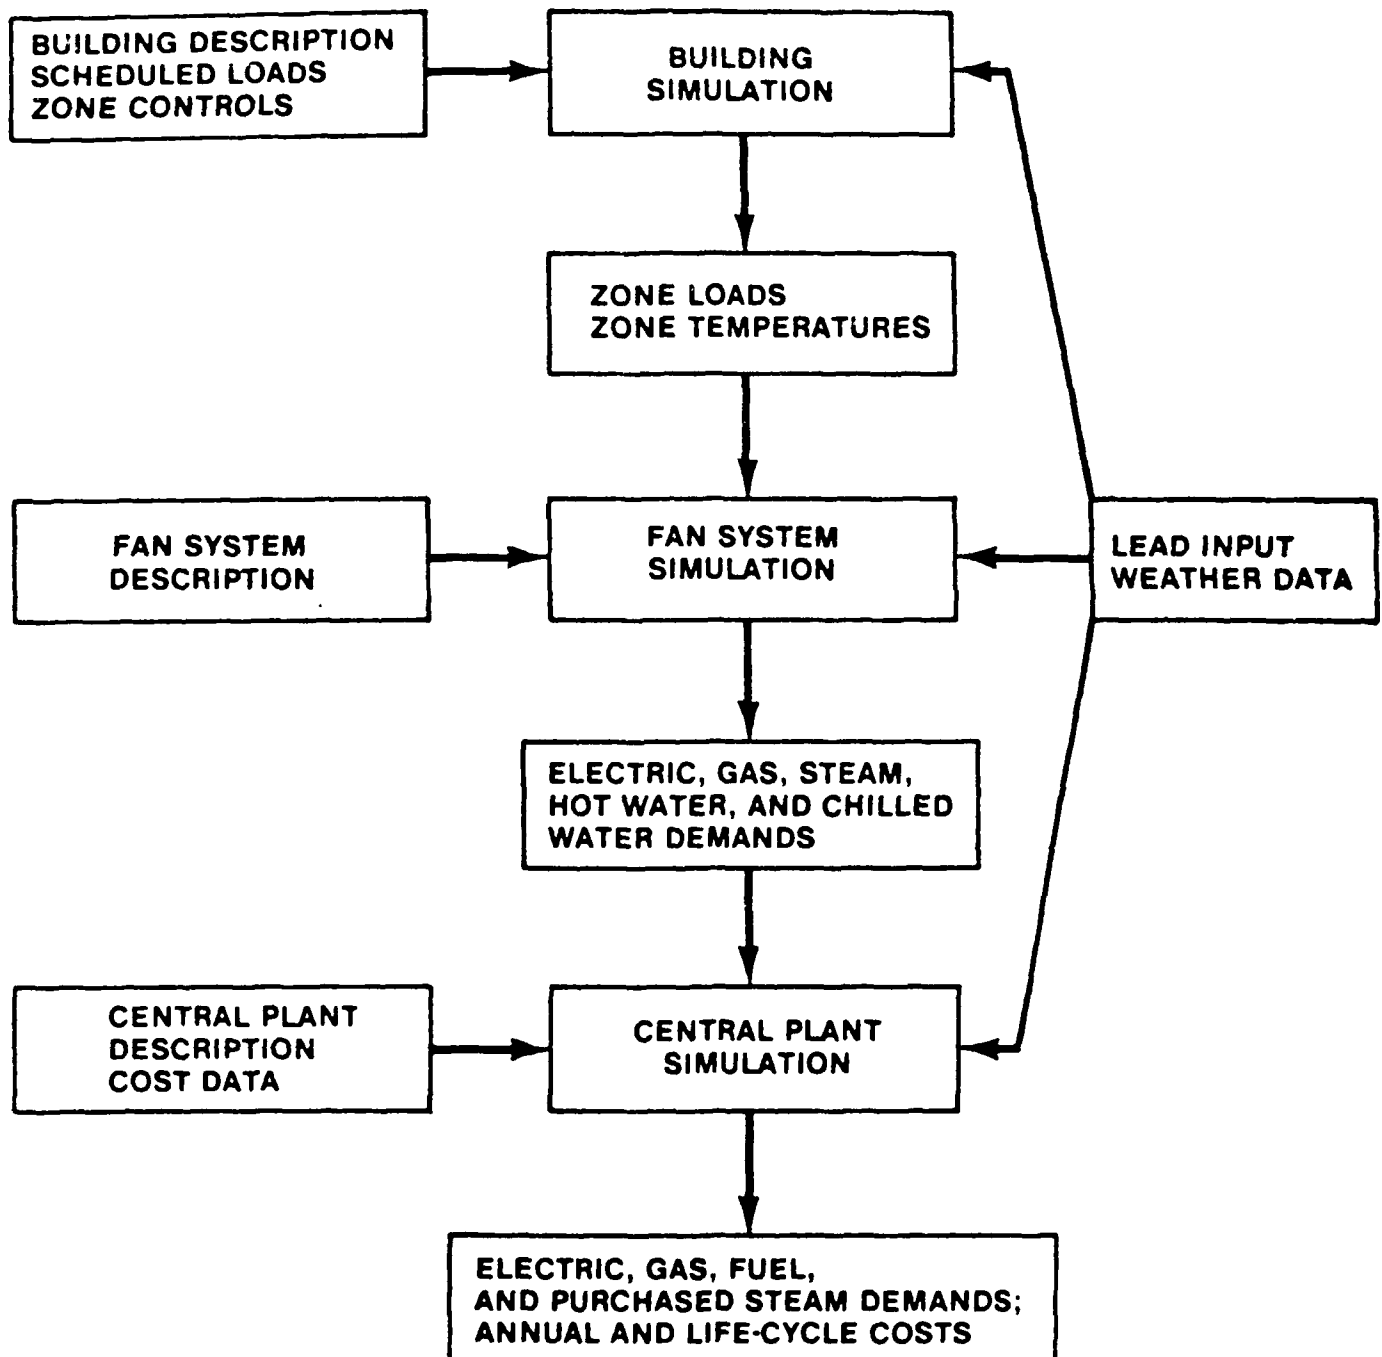 BUILDING DESCRIPTION
SCHEDULED LOADS
ZONE CONTROLS
BUILDING
SIMULATION
ZONE LOADS
ZONE TEMPERATURES
FAN SYSTEM
DESCRIPTION
FAN SYSTEM
SIMULATION
LEAD INPUT
WEATHER DATA
ELECTRIC, GAS, STEAM,
HOT WATER, AND CHILLED
WATER DEMANDS
CENTRAL PLANT
DESCRIPTION
COST DATA
CENTRAL PLANT
SIMULATION
ELECTRIC, GAS, FUEL,
AND PURCHASED STEAM DEMANDS;
ANNUAL AND LIFE-CYCLE COSTS